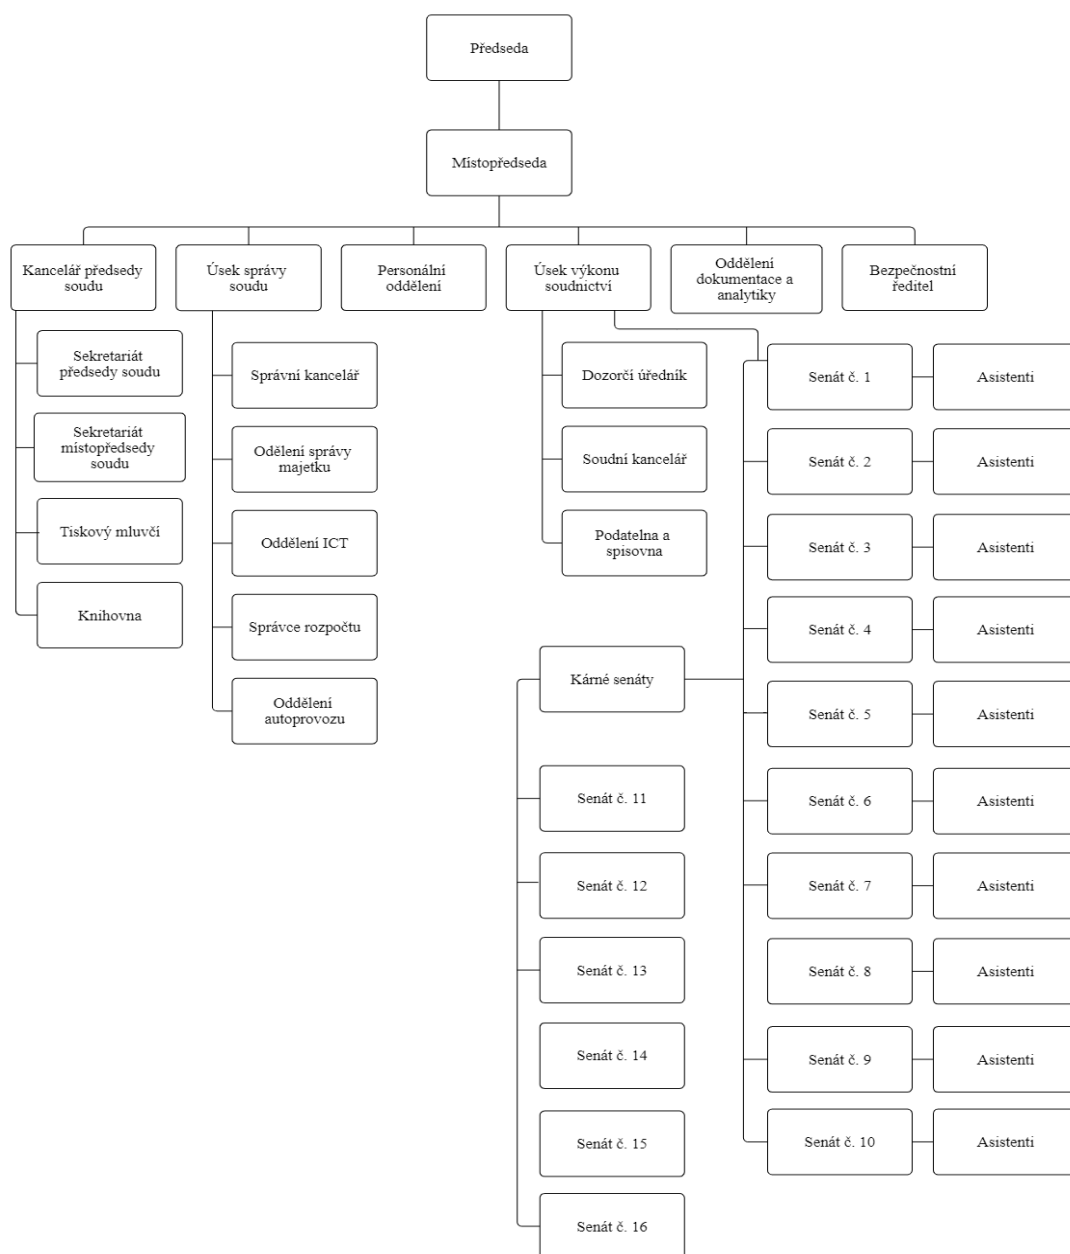 Předseda
Místopředseda
Kancelář předsedy
soudu
Úsek správy
soudu
Personální
oddělení
Úsek výkonu
soudnictví
Oddělení
dokumentace a
analytiky
Bezpečnostní
ředitel
Sekretariát
předsedy soudu
Sekretariát
místopředsedy
soudu
Tiskový mluvčí
Knihovna
Správní kancelář
Odělení správy
majetku
Oddělení ICT
Správce rozpočtu
Oddělení
autoprovozu
Dozorčí úředník
Soudní kancelář
Podatelna a
spisovna
Kárné senáty
Senát č. 11
Senát č. 12
Senát č. 13
Senát č. 14
Senát č. 15
Senát č. 16
Senát č. 1
Asistenti
Senát č. 2
Asistenti
Senát č. 3
Asistenti
Senát č. 4
Asistenti
Senát č. 5
Asistenti
Senát č. 6
Asistenti
Senát č. 7
Asistenti
Senát č. 8
Asistenti
Senát č. 9
Asistenti
Senát č. 10
Asistenti